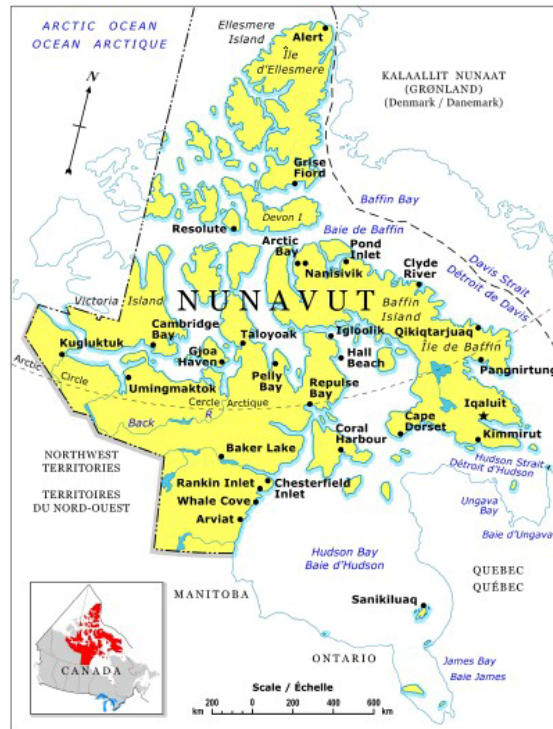 ARCTIC OCEAN
OCEAN ARCTIQUE
Ellesmere
Island
Alert
Île
d'Ellesmere
KALAALLIT NUNAAT
(GRØNLAND)
(Denmark / Danemark)
N
Grise
Fiord
Baffin Bay
Devon I
Resolute
Baie de Baffin
Arctic
Bay
Pond
Inlet
Nanisivik
Clyde
River
Davis Strait
Détroit de Davis
Victoria Island
NUNAVUT
Baffin
Island
Cambridge
Bay
Taloyoak
Igloolik
Qikiqtarjuaq
Île de Baffin
Kugluktuk
Gjoa
Haven
Hall
Beach
Pangnirtung
Arctic Circle
Umingmaktok
Pelly
Bay
Cercle Arctique
Repulse
Bay
Iqaluit
Back
R
Cape
Dorset
Kimmirut
Coral
Harbour
Baker Lake
Hudson Strait
Détroit d'Hudson
NORTHWEST
TERRITORIES
TERRITOIRES
DU NORD-OUEST
Rankin Inlet
Chesterfield
Inlet
Whale Cove
Arviat
Ungava
Bay
Baie d'Ungava
Hudson Bay
Baie d'Hudson
QUEBEC
QUÉBEC
MANITOBA
Sanikiluaq
ONTARIO
James Bay
Baie James
CANADA
Scale / Échelle
200 0 200 400 600
km km